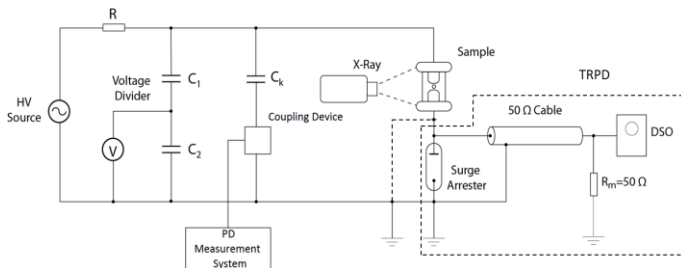 R
Sample
X-Ray
TRPD
C1
Ck
Voltage
Divider
50 Ω Cable
HV
Source
Coupling Device
DSO
V
C2
Surge
Arrester
Rm=50 Ω
PD
Measurement
System